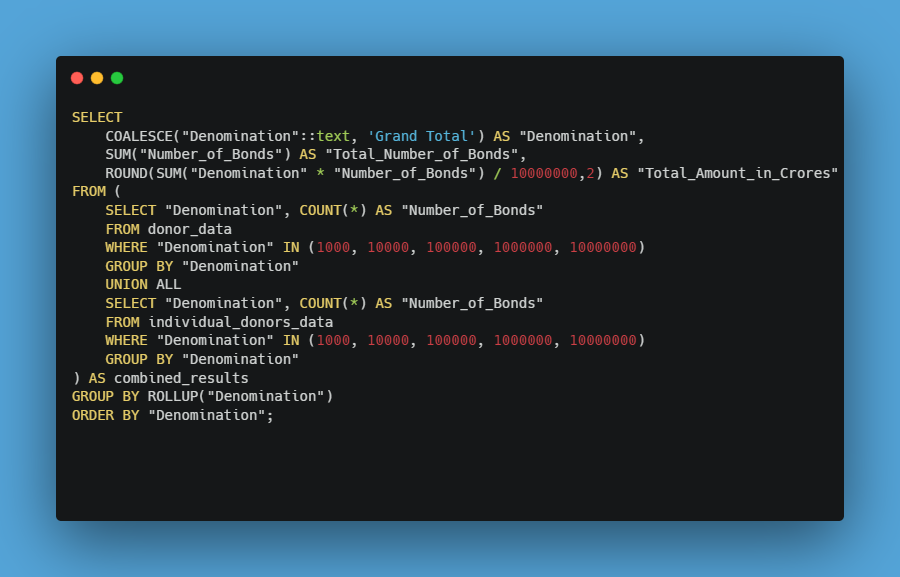 SELECT
    COALESCE("Denomination"::text, 'Grand Total') AS "Denomination",
    SUM("Number_of_Bonds") AS "Total_Number_of_Bonds",
    ROUND(SUM("Denomination" * "Number_of_Bonds") / 10000000,2) AS "Total_Amount_in_Crores"
FROM (
    SELECT "Denomination", COUNT(*) AS "Number_of_Bonds"
    FROM donor_data
    WHERE "Denomination" IN (1000, 10000, 100000, 1000000, 10000000)
    GROUP BY "Denomination"
    UNION ALL
    SELECT "Denomination", COUNT(*) AS "Number_of_Bonds"
    FROM individual_donors_data
    WHERE "Denomination" IN (1000, 10000, 100000, 1000000, 10000000)
    GROUP BY "Denomination"
) AS combined_results
GROUP BY ROLLUP("Denomination")
ORDER BY "Denomination";